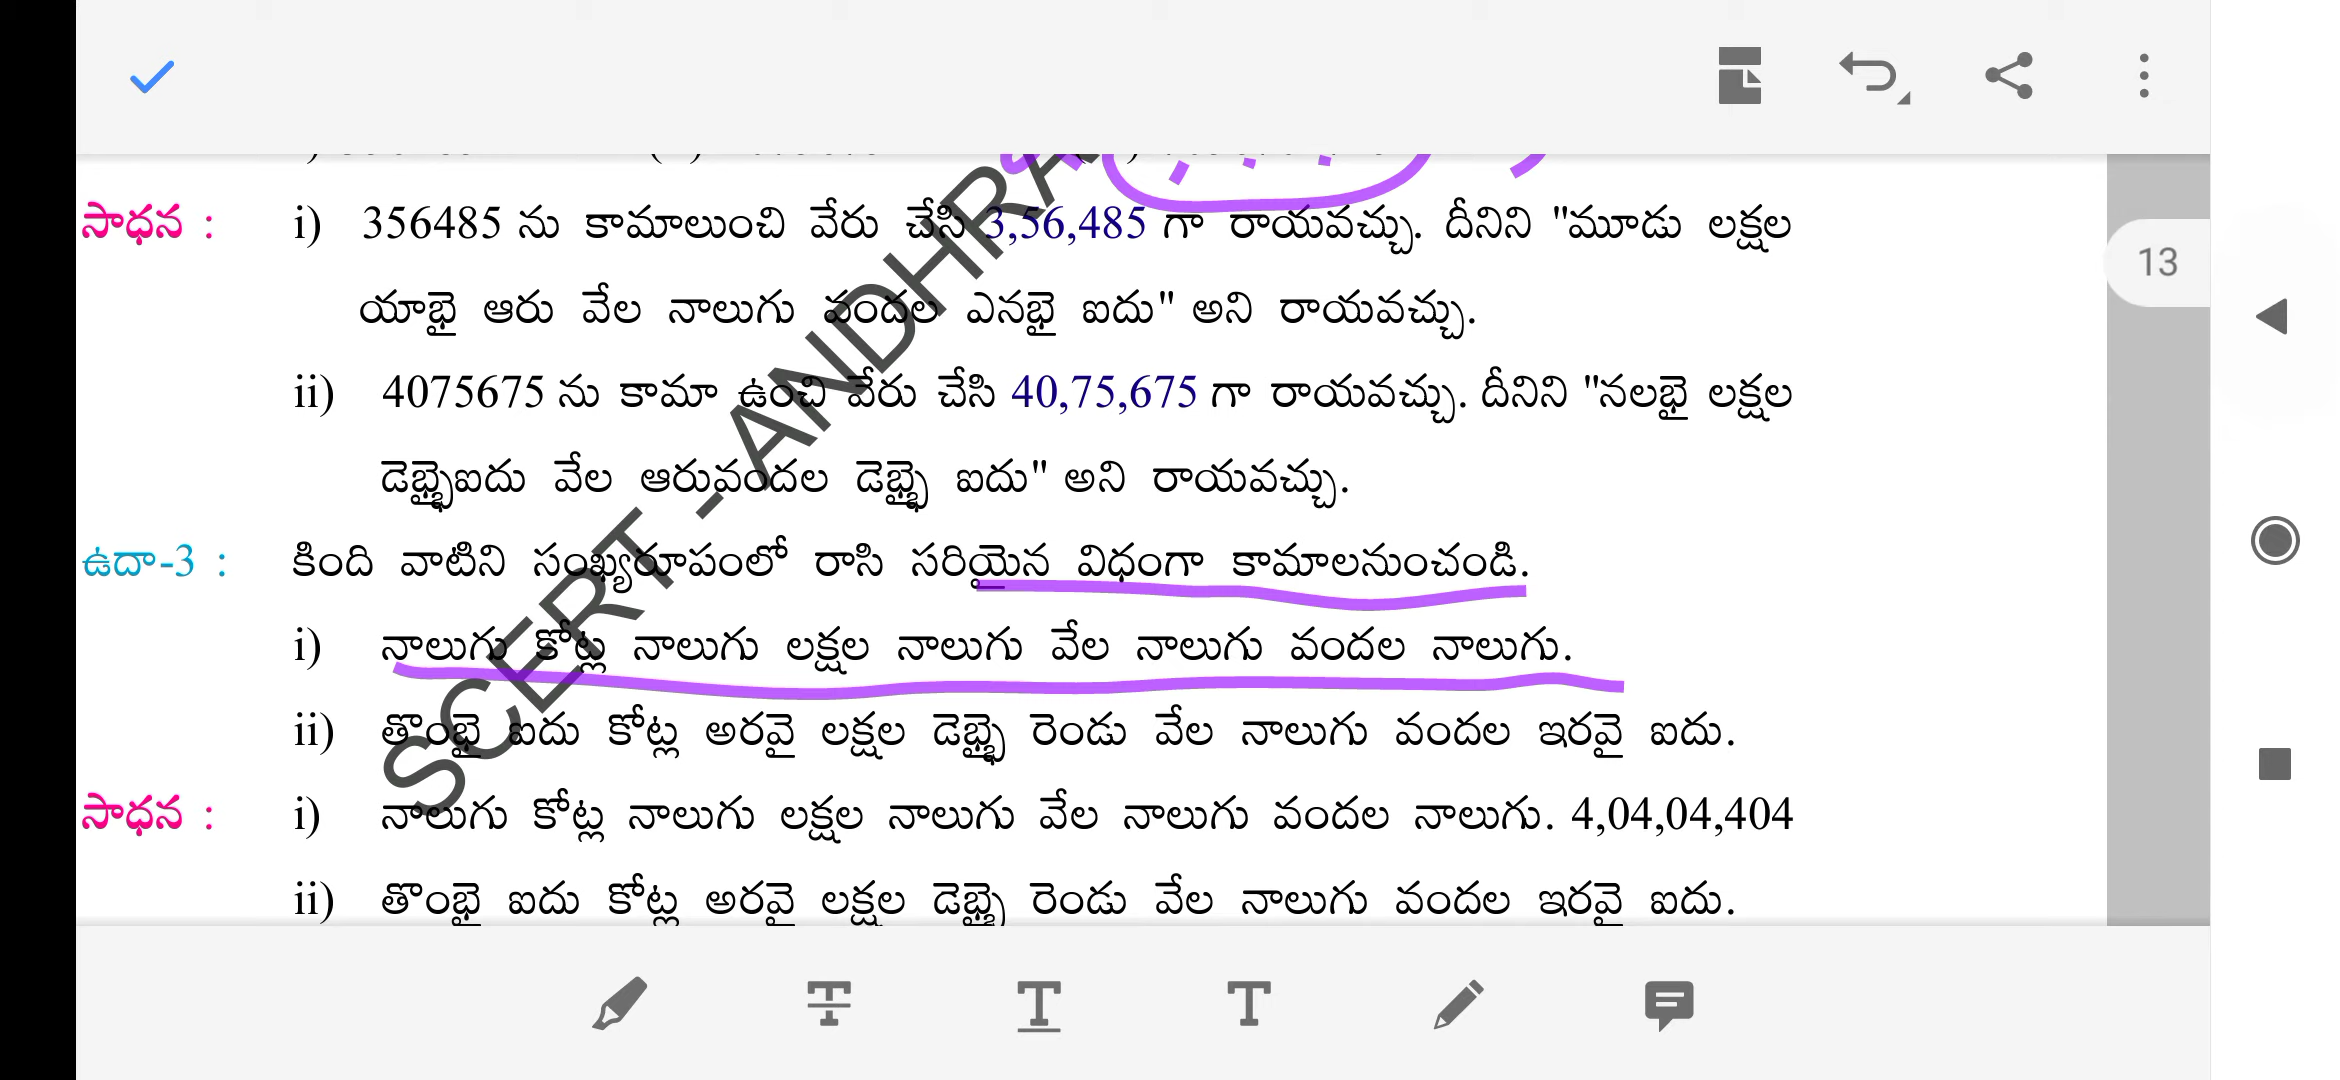 సాధన : i) 356485 ను కామాలుంచి వేరు చేసి 3,56,485 గా రాయవచ్చు. దీనిని "మూడు లక్షల
యాభై ఆరు వేల నాలుగు వందల ఎనభై ఐదు" అని రాయవచ్చు.
ii) 4075675 ను కామా ఉంచి వేరు చేసి 40,75,675 గా రాయవచ్చు. దీనిని "నలభై లక్షల
డెబ్భైఐదు వేల ఆరువందల డెబ్భై ఐదు" అని రాయవచ్చు.
ఉదా-3 : కింది వాటిని సంఖ్యరూపంలో రాసి సరియైన విధంగా కామాలనుంచండి.
i) నాలుగు కోట్ల నాలుగు లక్షల నాలుగు వేల నాలుగు వందల నాలుగు.
ii) తొంభై ఐదు కోట్ల అరవై లక్షల డెబ్భై రెండు వేల నాలుగు వందల ఇరవై ఐదు.
సాధన : i) నాలుగు కోట్ల నాలుగు లక్షల నాలుగు వేల నాలుగు వందల నాలుగు. 4,04,04,404
ii) తొంభై ఐదు కోట్ల అరవై లక్షల డెబ్భై రెండు వేల నాలుగు వందల ఇరవై ఐదు.
SCERT - ANDHRA
13